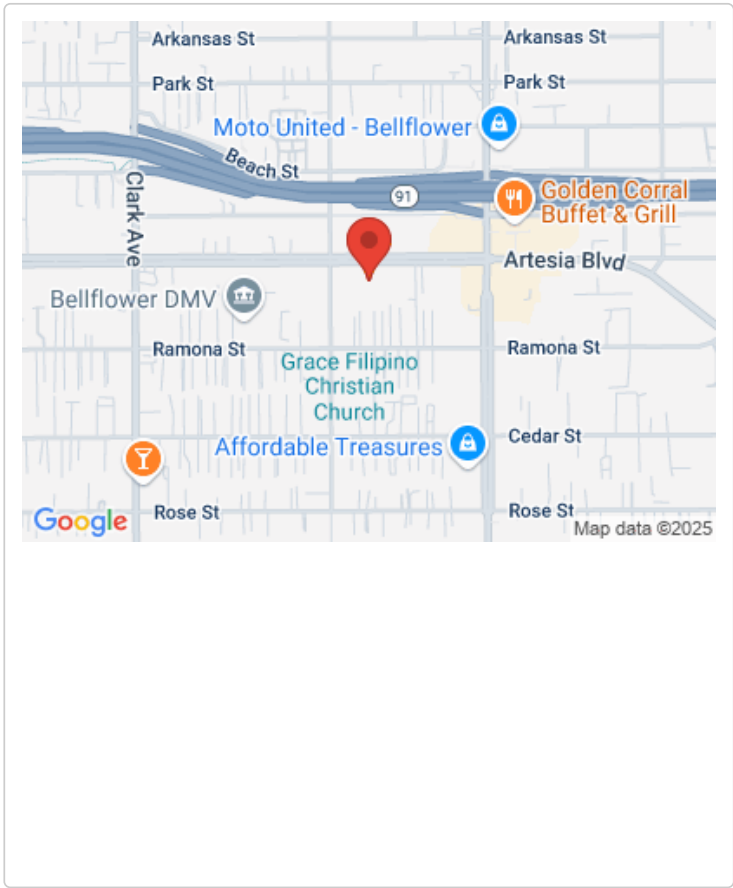 Arkansas St
Arkansas St
Park St
Park St
Moto United - Bellflower
Beach St
Clark Ave
91
Golden Corral
Buffet & Grill
Artesia Blvd
Bellflower DMV
Ramona St
Ramona St
Grace Filipino
Christian
Church
Cedar St
Affordable Treasures
Rose St
Rose St
Google
Map data ©2025